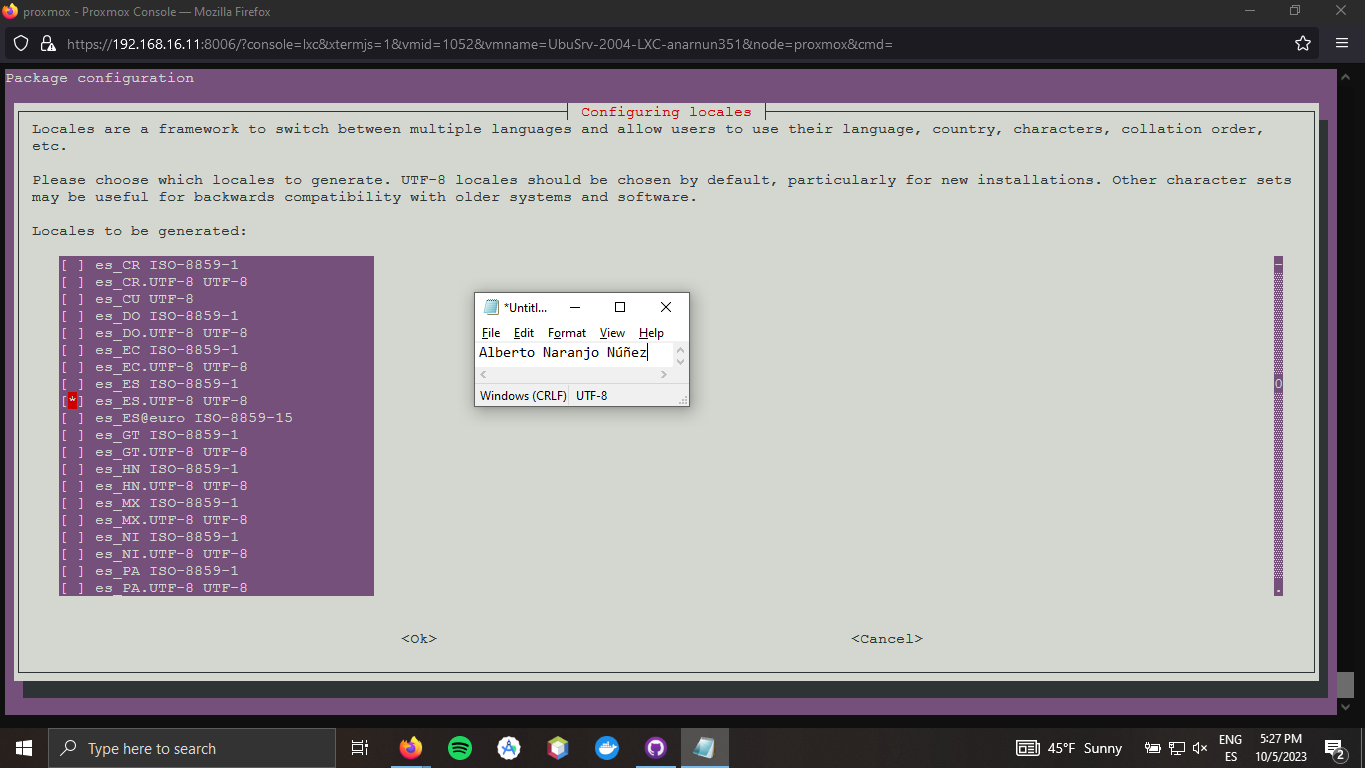 proxmox - Proxmox Console — Mozilla Firefox
https://192.168.16.11:8006/?console=lxc&xtermjs=1&vmid=1052&vmname=UbuSrv-2004-LXC-anarnun351&node=proxmox&cmd=
Package configuration
Configuring locales
Locales are a framework to switch between multiple languages and allow users to use their language, country, characters, collation order,
etc.
Please choose which locales to generate. UTF-8 locales should be chosen by default, particularly for new installations. Other character sets
may be useful for backwards compatibility with older systems and software.
Locales to be generated:
[ ] es_CR ISO-8859-1
[ ] es_CR.UTF-8 UTF-8
[ ] es_CU UTF-8
[ ] es_DO ISO-8859-1
[ ] es_DO.UTF-8 UTF-8
[ ] es_EC ISO-8859-1
[ ] es_EC.UTF-8 UTF-8
[ ] es_ES ISO-8859-1
[*] es_ES.UTF-8 UTF-8
[ ] es_ES@euro ISO-8859-15
[ ] es_GT ISO-8859-1
[ ] es_GT.UTF-8 UTF-8
[ ] es_HN ISO-8859-1
[ ] es_HN.UTF-8 UTF-8
[ ] es_MX ISO-8859-1
[ ] es_MX.UTF-8 UTF-8
[ ] es_NI ISO-8859-1
[ ] es_NI.UTF-8 UTF-8
[ ] es_PA ISO-8859-1
[ ] es_PA.UTF-8 UTF-8
<Ok> <Cancel>
*Untitl...
File Edit Format View Help
Alberto Naranjo Núñez
Windows (CRLF) UTF-8
Type here to search
45°F Sunny
ENG
ES
5:27 PM
10/5/2023
2